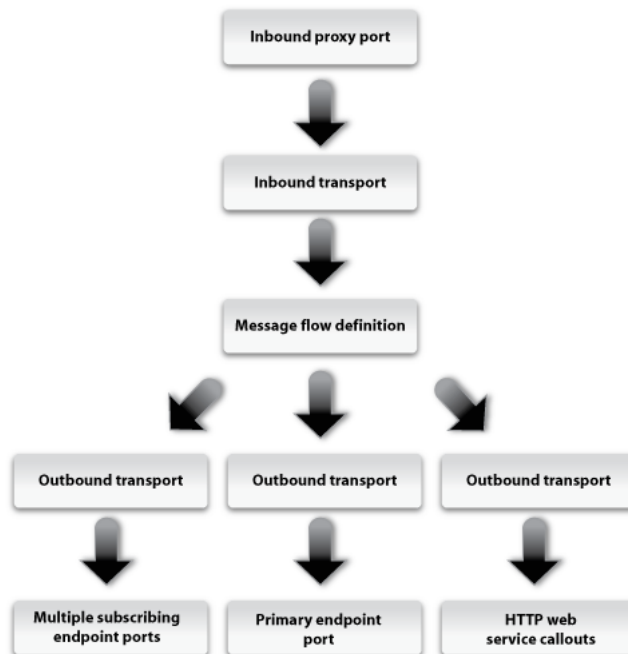 Inbound proxy port
Inbound transport
Message flow definition
Outbound transport
Outbound transport
Outbound transport
Multiple subscribing
endpoint ports
Primary endpoint
port
HTTP web
service callouts